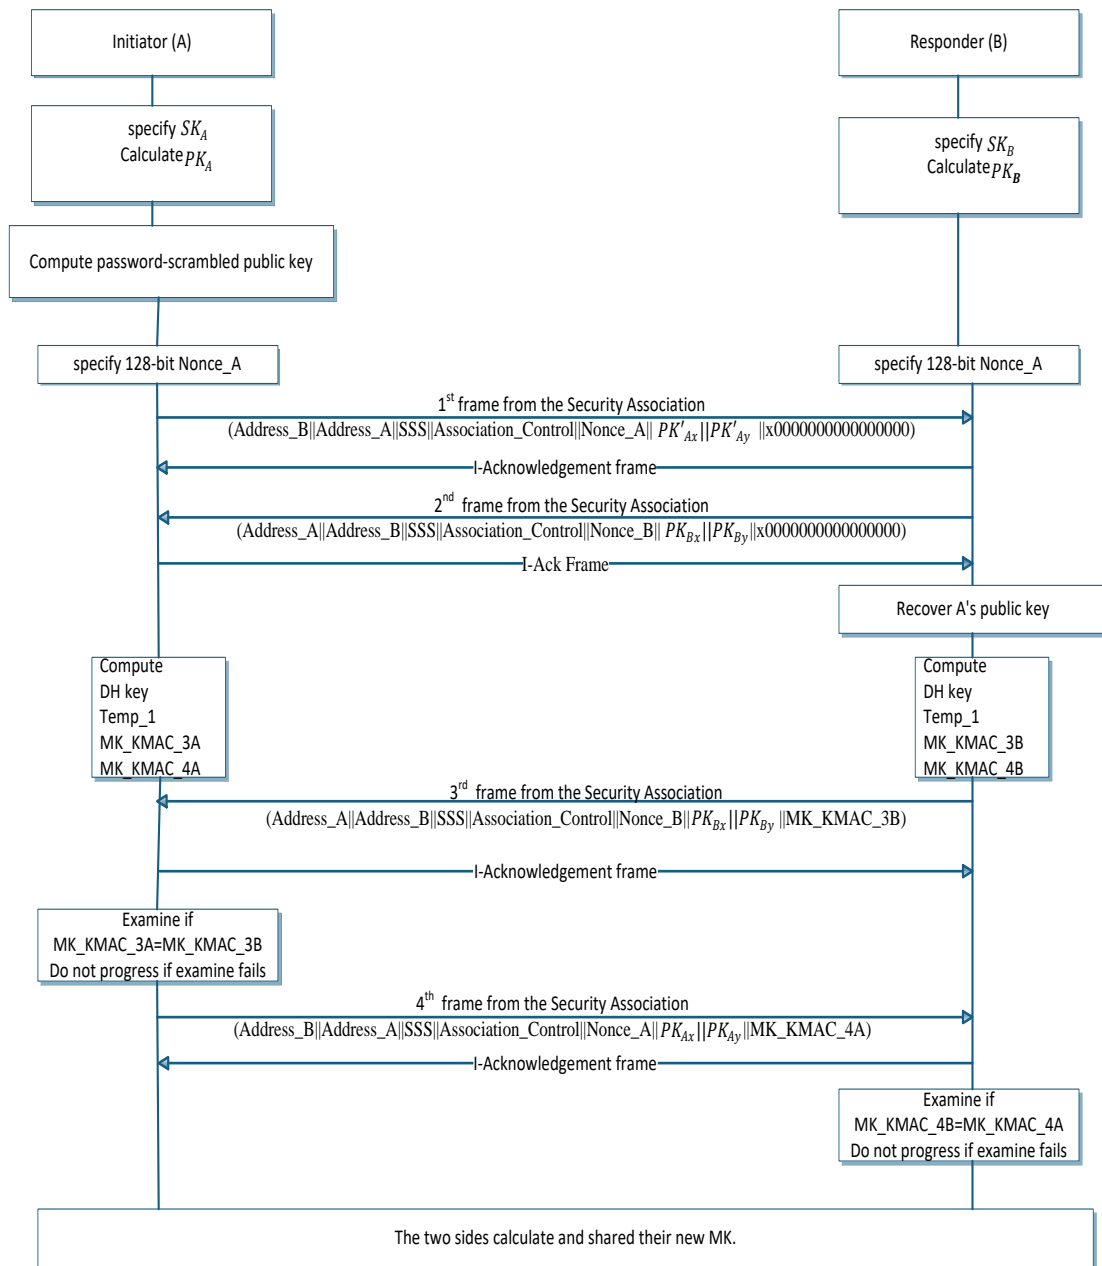 Initiator (A)
Responder (B)
specify SK_A
Calculate PK_A
specify SK_B
Calculate PK_B
Compute password-scrambled public key
specify 128-bit Nonce_A
specify 128-bit Nonce_A
1st frame from the Security Association
(Address_B||Address_A||SSS||Association_Control||Nonce_A|| PK'_Ax||PK'_Ay ||x0000000000000000)
I-Acknowledgement frame
2nd frame from the Security Association
(Address_A||Address_B||SSS||Association_Control||Nonce_B|| PK_Bx||PK_By||x0000000000000000)
I-Ack Frame
Recover A's public key
Compute
DH key
Temp_1
MK_KMAC_3A
MK_KMAC_4A
Compute
DH key
Temp_1
MK_KMAC_3B
MK_KMAC_4B
3rd frame from the Security Association
(Address_A||Address_B||SSS||Association_Control||Nonce_B||PK_Bx||PK_By ||MK_KMAC_3B)
I-Acknowledgement frame
Examine if
MK_KMAC_3A=MK_KMAC_3B
Do not progress if examine fails
4th frame from the Security Association
(Address_B||Address_A||SSS||Association_Control||Nonce_A||PK_Ax||PK_Ay||MK_KMAC_4A)
I-Acknowledgement frame
Examine if
MK_KMAC_4B=MK_KMAC_4A
Do not progress if examine fails
The two sides calculate and shared their new MK.